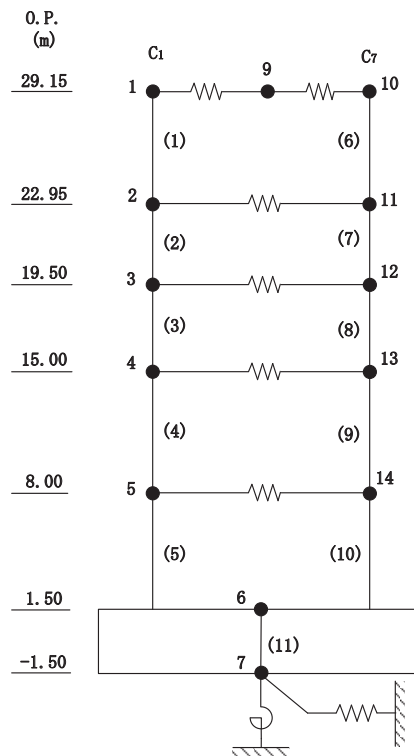 O.P.
(m)
C1 C7
29.15 1 9 10
(1) (6)
22.95 2 11
(2) (7)
19.50 3 12
(3) (8)
15.00 4 13
(4) (9)
8.00 5 14
(5) (10)
1.50 6
(11)
-1.50 7